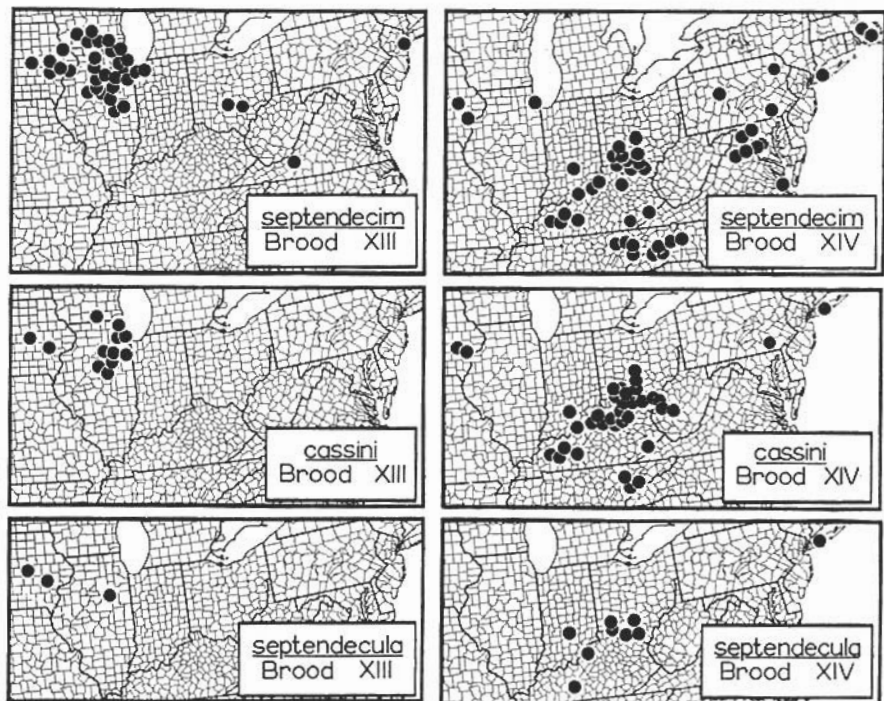 septendecim
Brood XIII
septendecim
Brood XIV
cassini
Brood XIII
cassini
Brood XIV
septendecula
Brood XIII
septendecula
Brood XIV